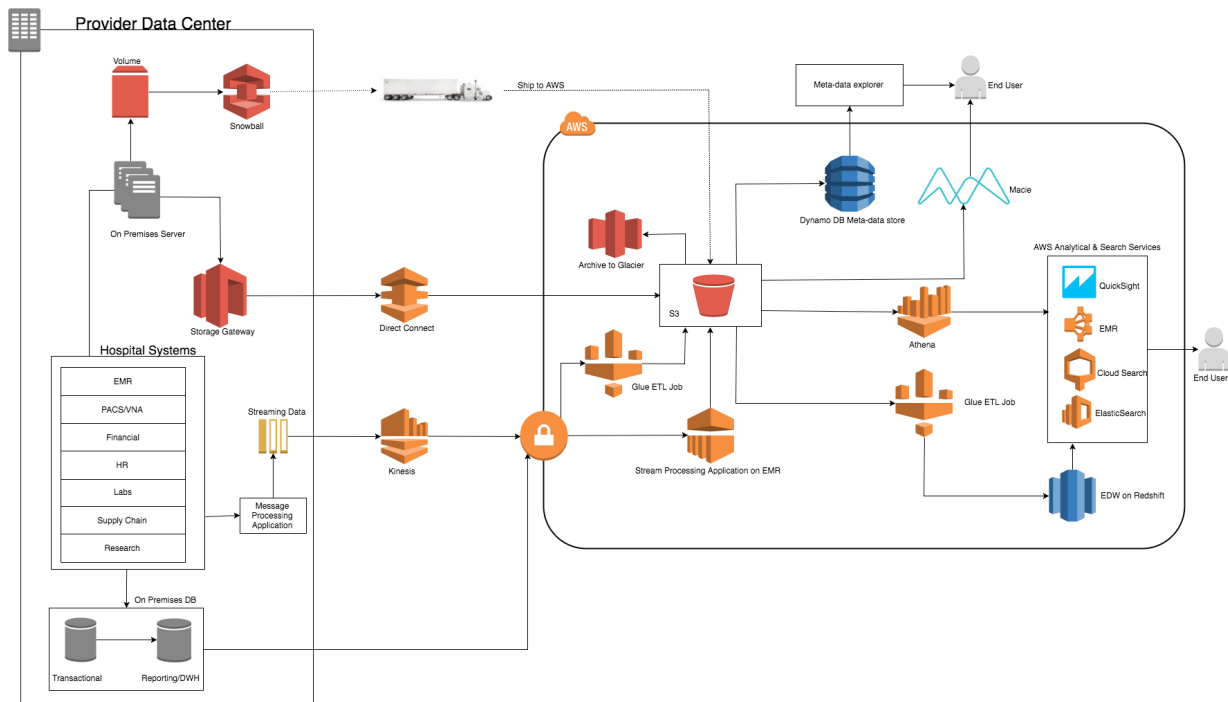 Provider Data Center
Volume
Snowball
Ship to AWS
Meta-data explorer
End User
AWS
On Premises Server
Dynamo DB Meta-data store
Macie
Archive to Glacier
AWS Analytical & Search Services
QuickSight
Storage Gateway
Direct Connect
S3
Athena
EMR
Hospital Systems
EMR
PACS/VNA
Financial
HR
Labs
Supply Chain
Research
Glue ETL Job
Glue ETL Job
Cloud Search
ElasticSearch
End User
Streaming Data
Kinesis
Stream Processing Application on EMR
Message
Processing
Application
EDW on Redshift
On Premises DB
Transactional
Reporting/DWH